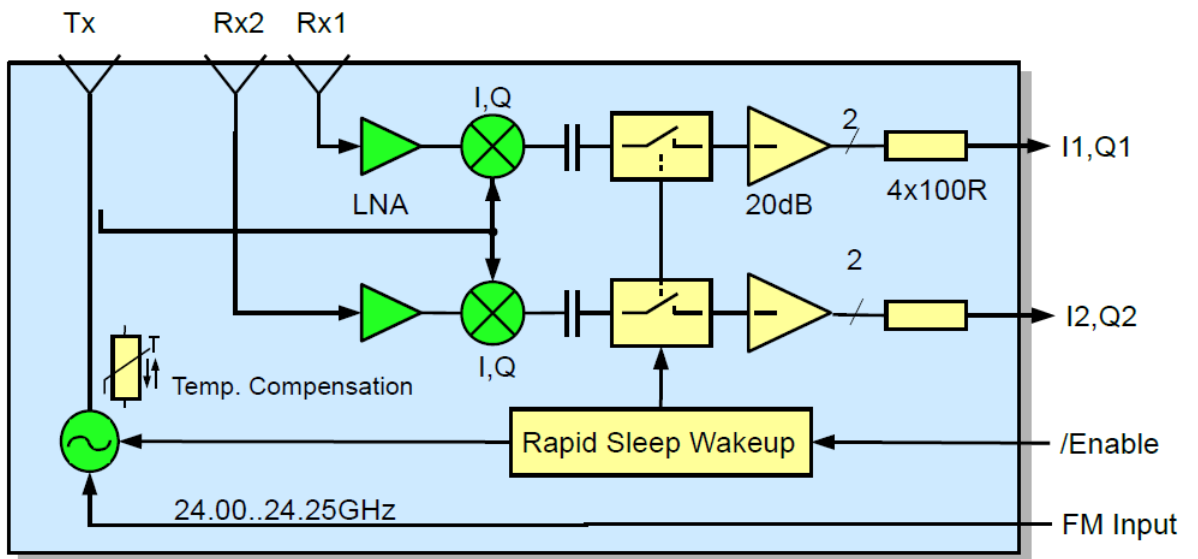 Tx
Rx2
Rx1
I,Q
2
I1,Q1
LNA
20dB
4x100R
2
I2,Q2
I,Q
T
Temp. Compensation
Rapid Sleep Wakeup
/Enable
24.00..24.25GHz
FM Input